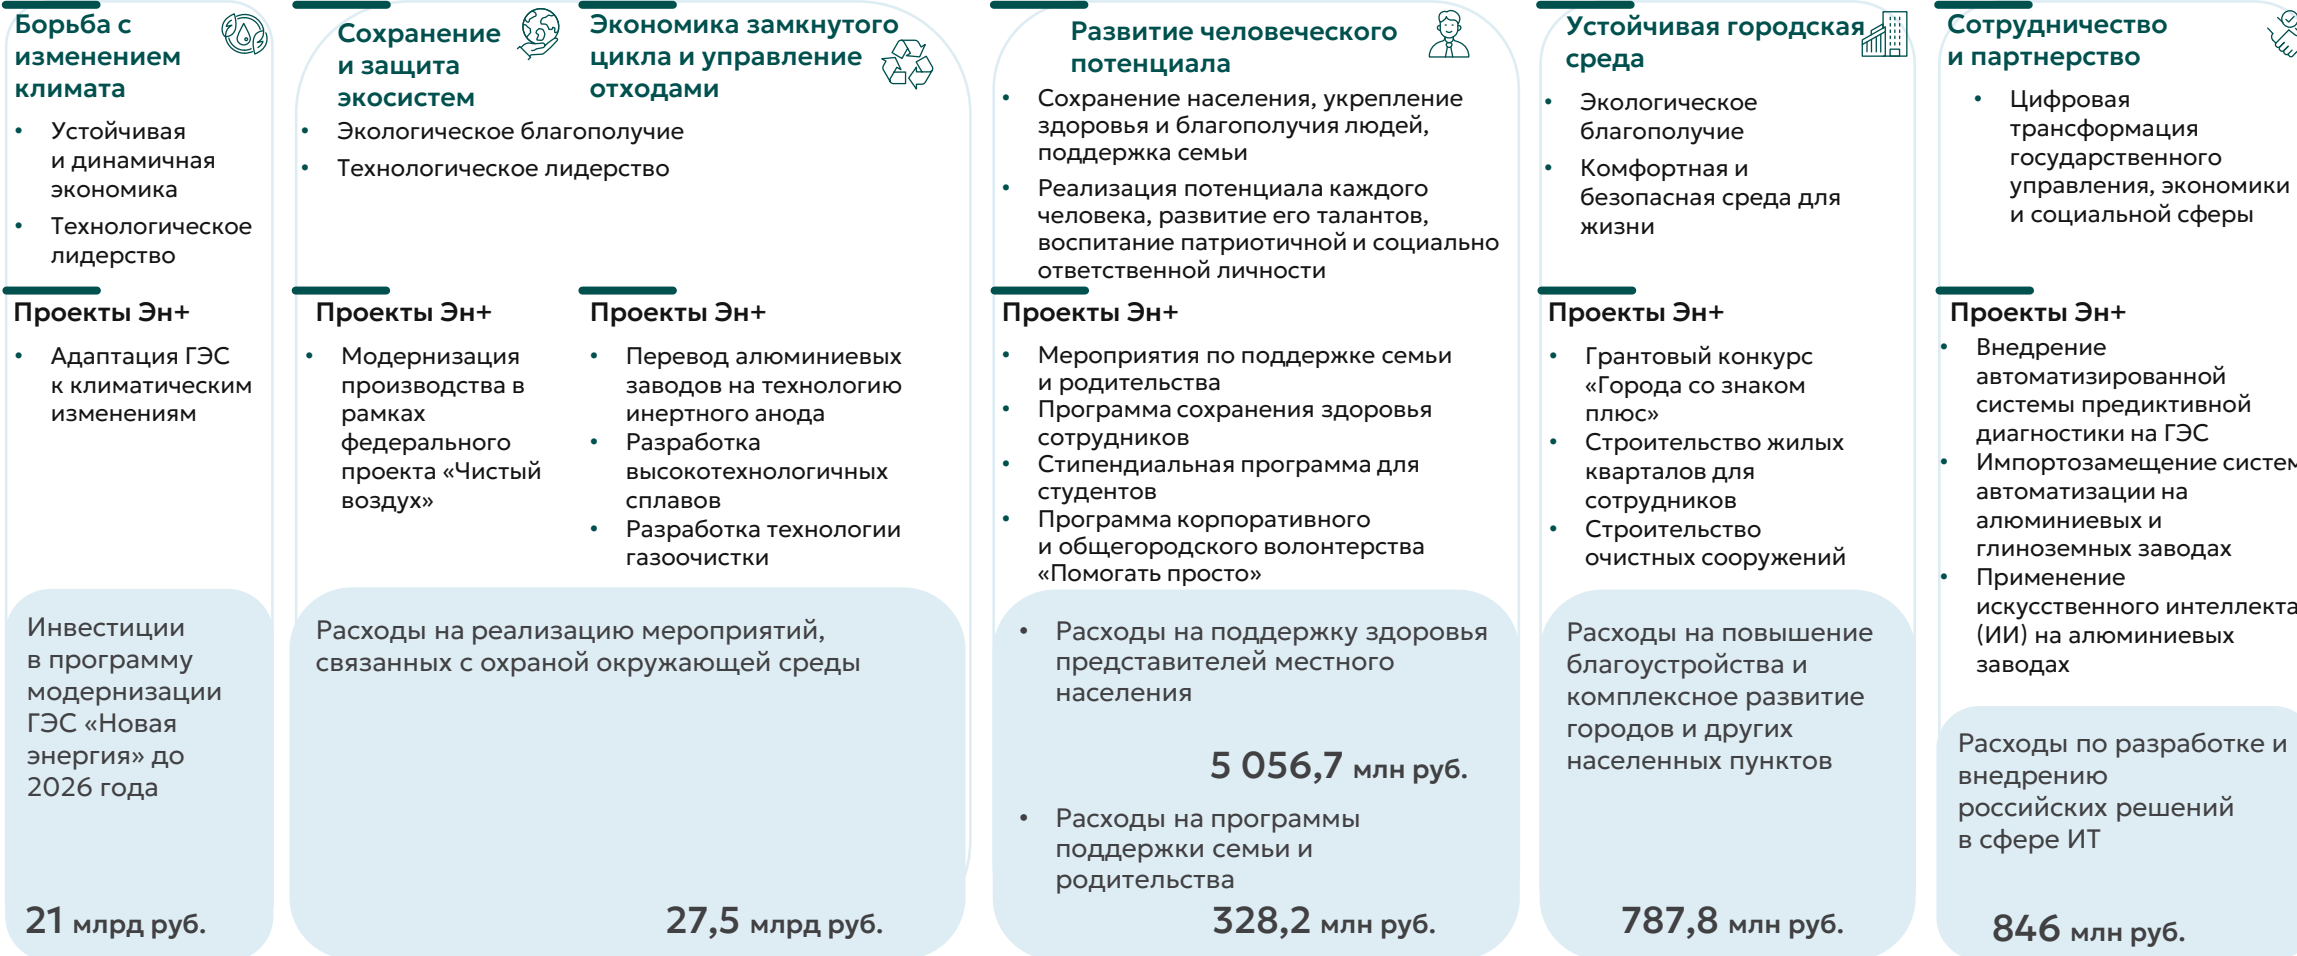 Борьба с
изменением
климата
• Устойчивая
и динамичная
экономика
• Технологическое
лидерство
Проекты Эн+
• Адаптация ГЭС
к климатическим
изменениям
Инвестиции
в программу
модернизации
ГЭС «Новая
энергия» до
2026 года
21 млрд руб.
Сохранение
и защита
экосистем
Экономика замкнутого
цикла и управление
отходами
• Экологическое благополучие
• Технологическое лидерство
Проекты Эн+
• Модернизация
производства в
рамках
федерального
проекта «Чистый
воздух»
Проекты Эн+
• Перевод алюминиевых
заводов на технологию
инертного анода
• Разработка
высокотехнологичных
сплавов
• Разработка технологии
газоочистки
Расходы на реализацию мероприятий,
связанных с охраной окружающей среды
27,5 млрд руб.
Развитие человеческого
потенциала
• Сохранение населения, укрепление
здоровья и благополучия людей,
поддержка семьи
• Реализация потенциала каждого
человека, развитие его талантов,
воспитание патриотичной и социально
ответственной личности
Проекты Эн+
• Мероприятия по поддержке семьи
и родительства
• Программа сохранения здоровья
сотрудников
• Стипендиальная программа для
студентов
• Программа корпоративного
и общегородского волонтерства
«Помогать просто»
• Расходы на поддержку здоровья
представителей местного
населения
5 056,7 млн руб.
• Расходы на программы
поддержки семьи и
родительства
328,2 млн руб.
Устойчивая городская
среда
• Экологическое
благополучие
• Комфортная и
безопасная среда для
жизни
Проекты Эн+
• Грантовый конкурс
«Города со знаком
плюс»
• Строительство жилых
кварталов для
сотрудников
• Строительство
очистных сооружений
Расходы на повышение
благоустройства и
комплексное развитие
городов и других
населенных пунктов
787,8 млн руб.
Сотрудничество
и партнерство
• Цифровая
трансформация
государственного
управления, экономики
и социальной сферы
Проекты Эн+
• Внедрение
автоматизированной
системы предиктивной
диагностики на ГЭС
• Импортозамещение систем
автоматизации на
алюминиевых и
глиноземных заводах
• Применение
искусственного интеллекта
(ИИ) на алюминиевых
заводах
Расходы по разработке и
внедрению
российских решений
в сфере ИТ
846 млн руб.